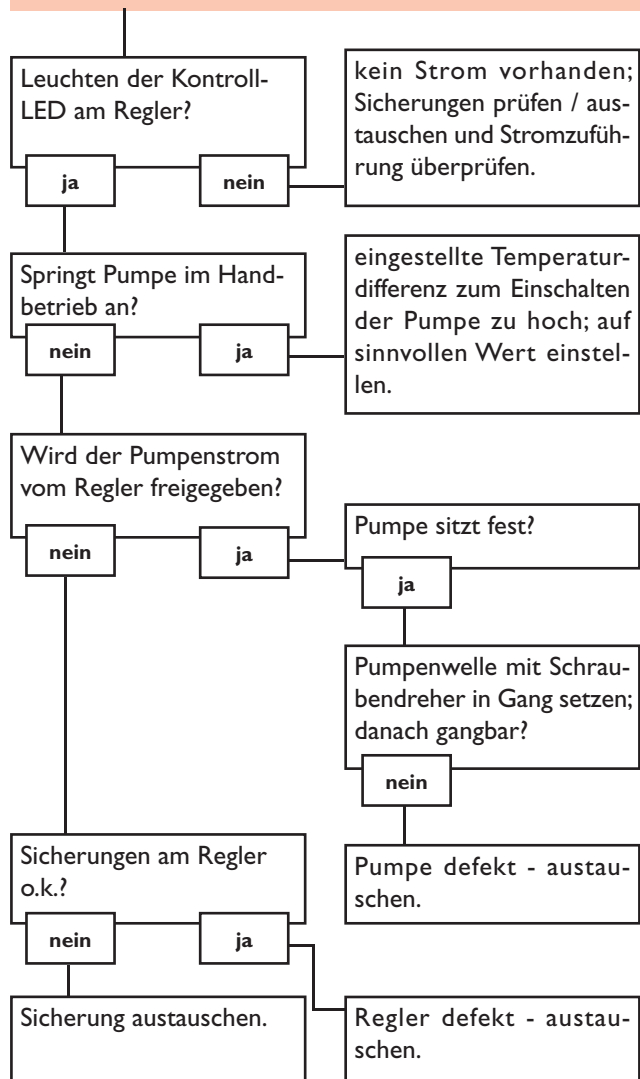 Leuchten der Kontroll-
LED am Regler?
ja
nein
kein Strom vorhanden;
Sicherungen prüfen / aus-
tauschen und Stromzufüh-
rung überprüfen.
Springt Pumpe im Hand-
betrieb an?
nein
ja
eingestellte Temperatur-
differenz zum Einschalten
der Pumpe zu hoch; auf
sinnvollen Wert einstel-
len.
Wird der Pumpenstrom
vom Regler freigegeben?
nein
ja
Pumpe sitzt fest?
ja
Pumpenwelle mit Schrau-
bendreher in Gang setzen;
danach gangbar?
nein
Pumpe defekt - austau-
schen.
Sicherungen am Regler
o.k.?
nein
ja
Sicherung austauschen.
Regler defekt - austau-
schen.